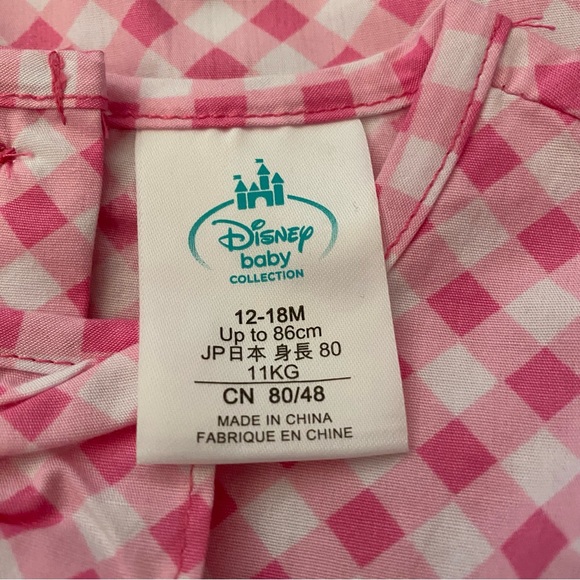 Disney
baby
COLLECTION
12-18M
Up to 86cm
JP日本 身長 80
11KG
CN 80/48
MADE IN CHINA
FABRIQUE EN CHINE